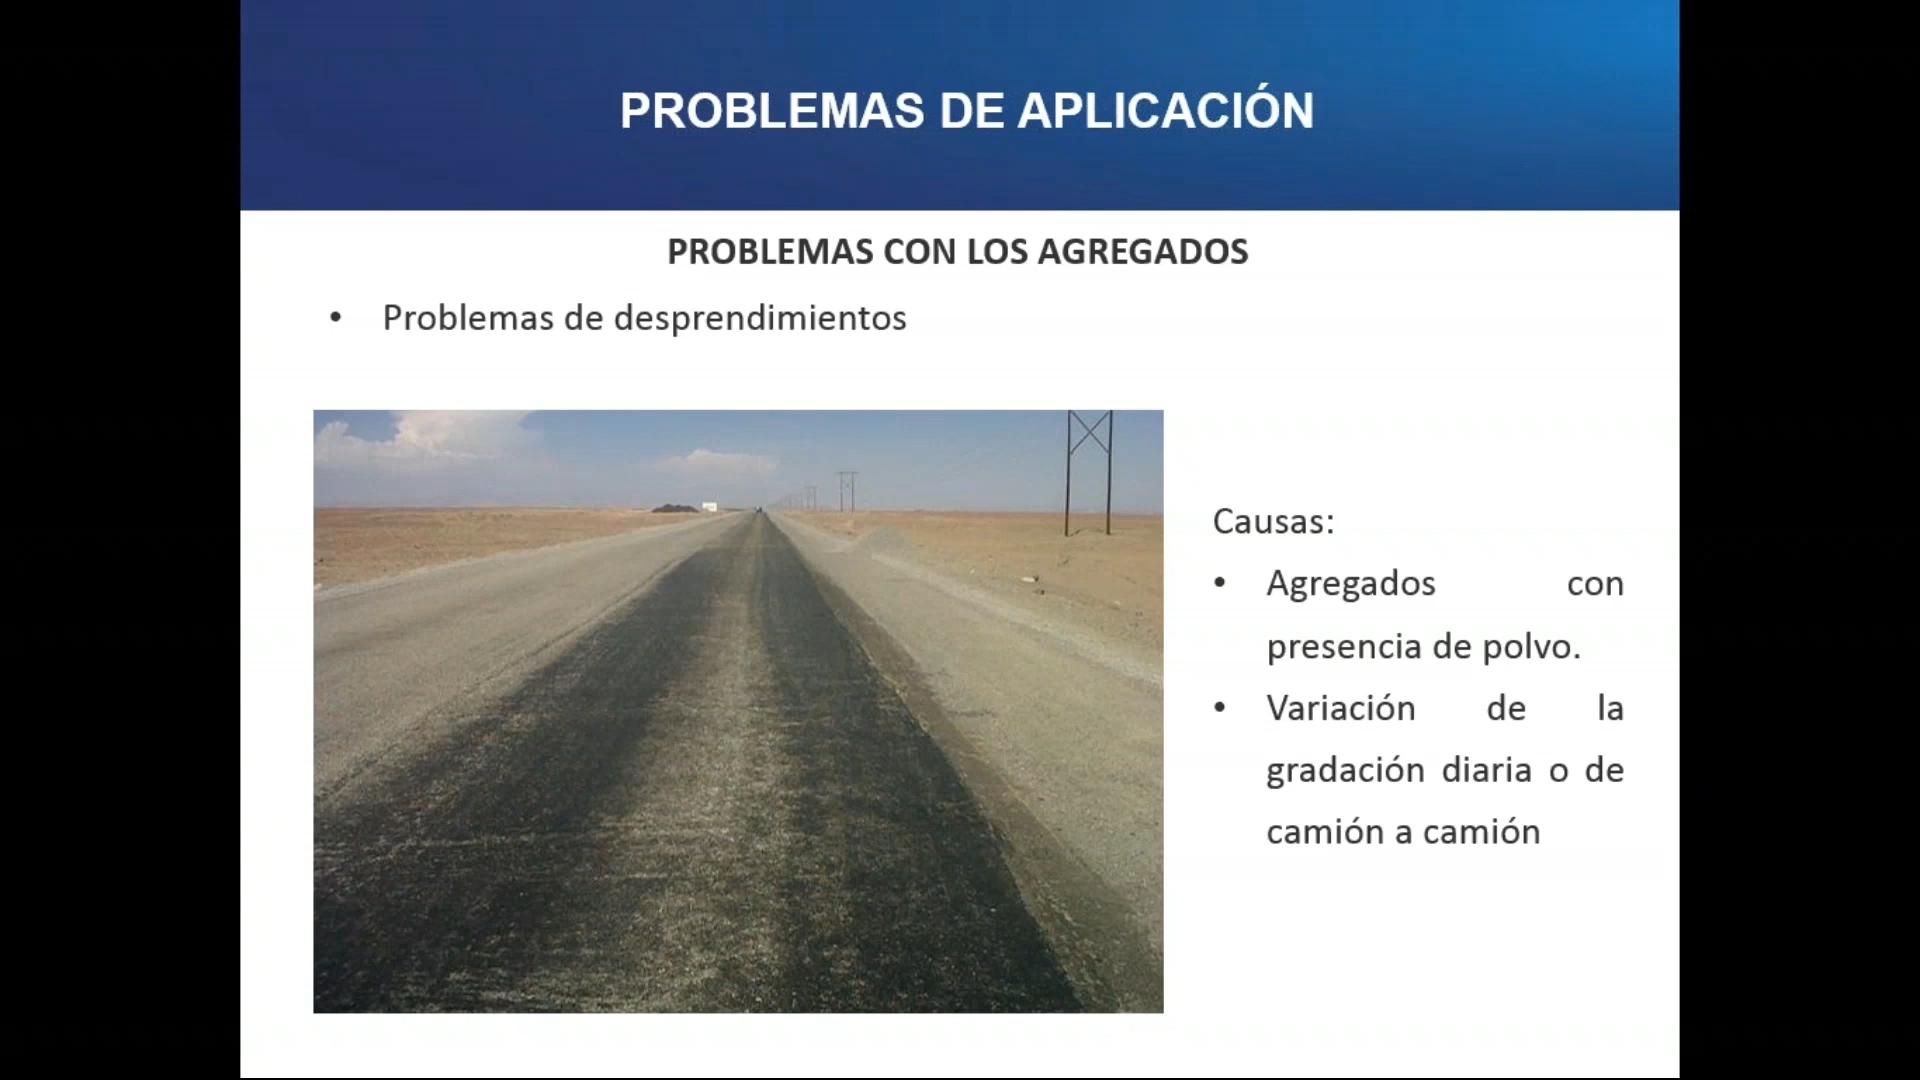 PROBLEMAS DE APLICACIÓN
PROBLEMAS CON LOS AGREGADOS
• Problemas de desprendimientos
Causas:
• Agregados con
presencia de polvo.
• Variación de la
gradación diaria o de
camión a camión